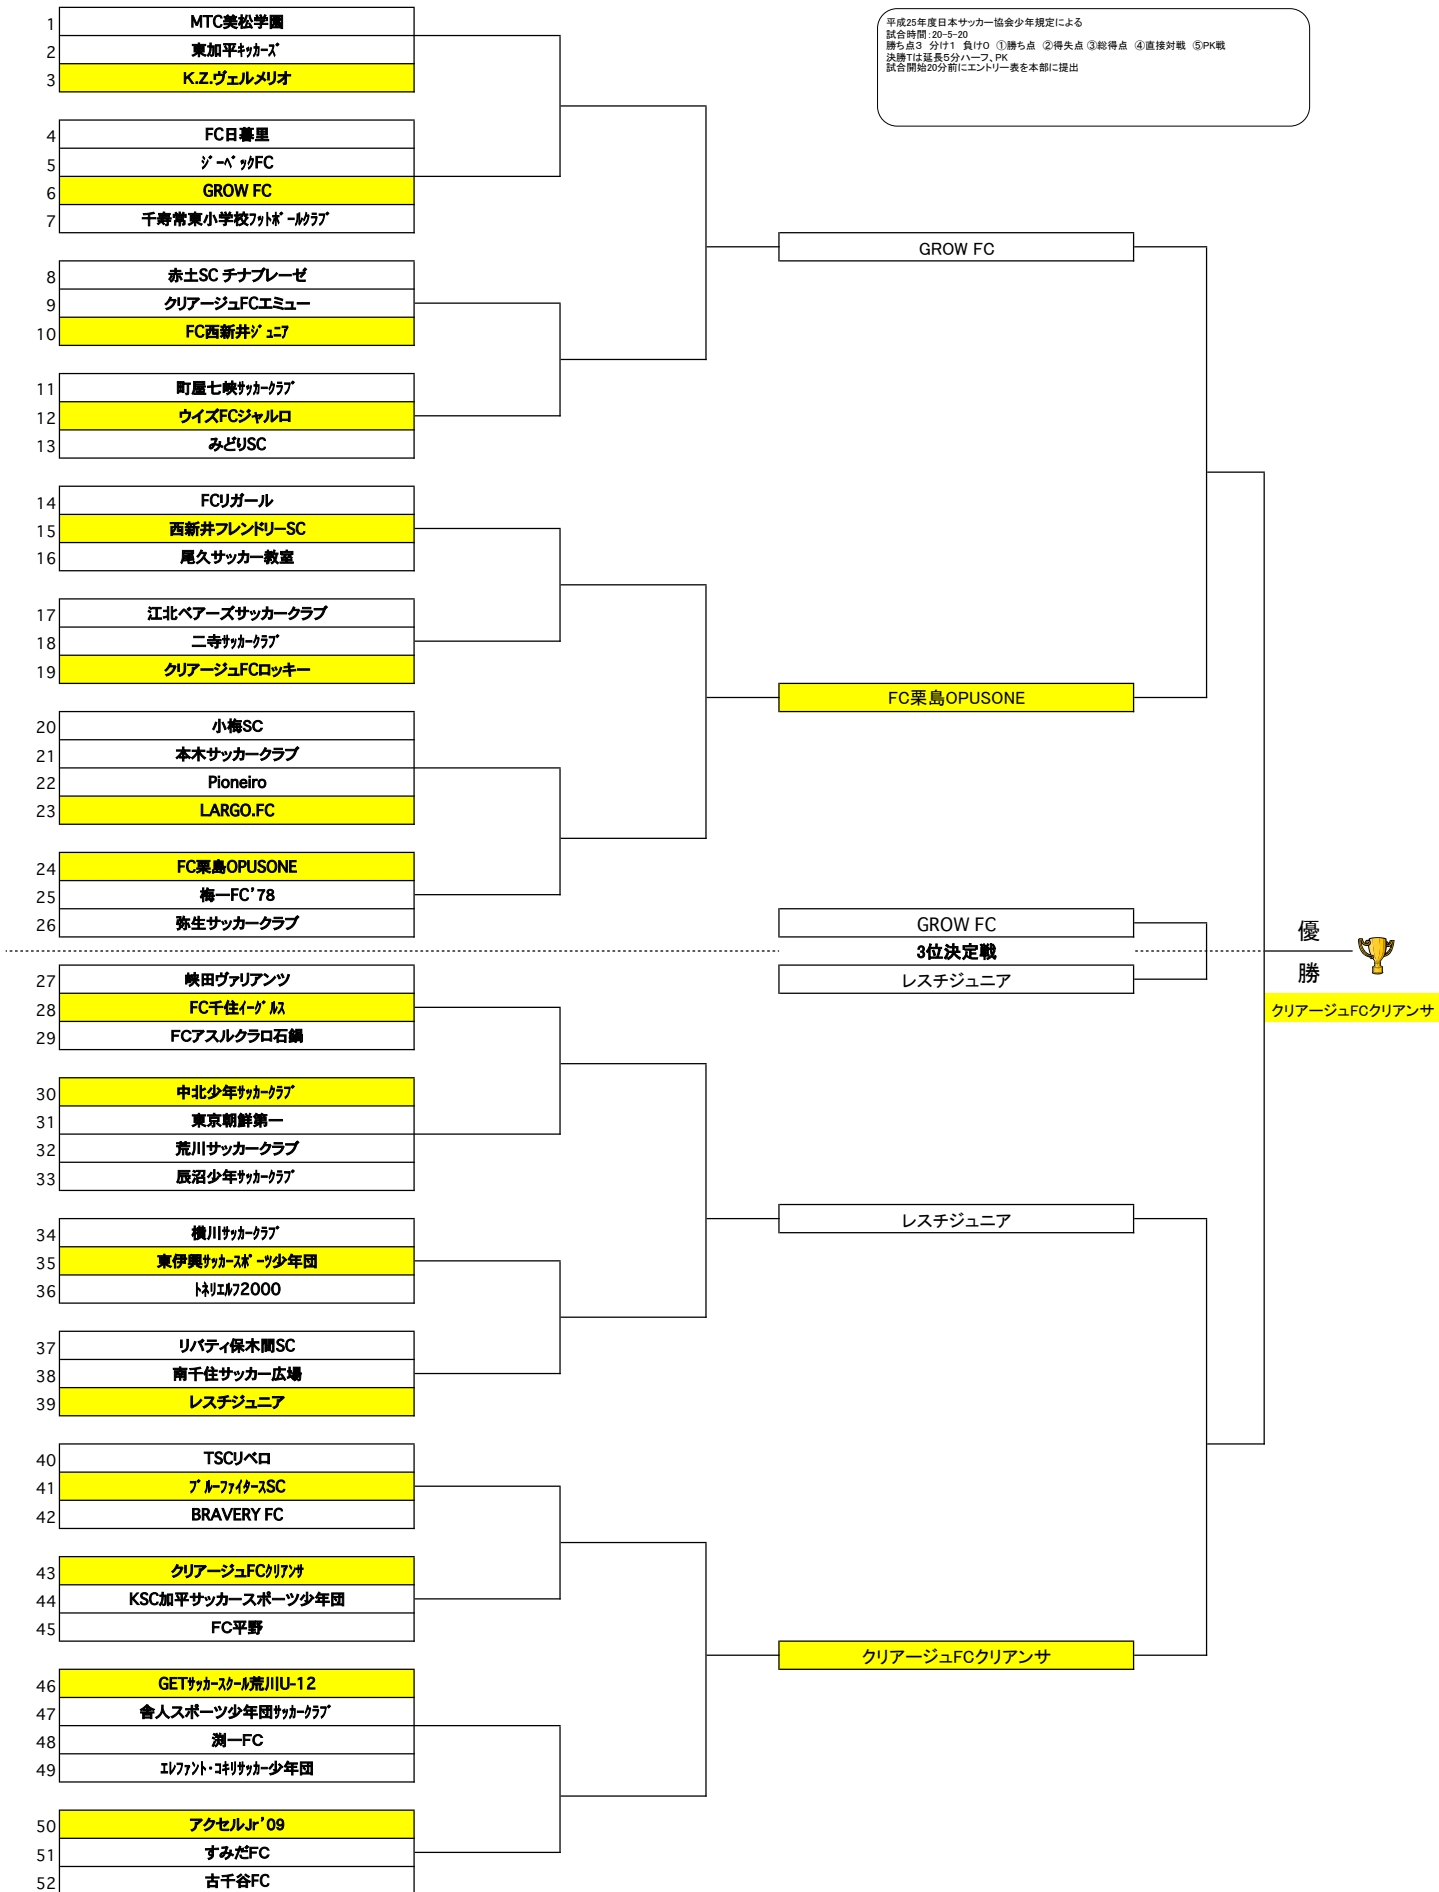 平成25年度日本サッカー協会少年規定による
試合時間:20-5-20
勝ち点3 分け1 負け0 ①勝ち点 ②得失点 ③総得点 ④直接対戦 ⑤PK戦
決勝Tは延長5分ハーフ、PK
試合開始20分前にエントリー表を本部に提出
1 MTC美松学園
2 東加平ｷｯｶｰｽﾞ
3 K.Z.ヴェルメリオ
4 FC日暮里
5 ｼﾞｰﾍﾞｯｸFC
6 GROW FC
7 千寿常東小学校ﾌｯﾄﾎﾞｰﾙｸﾗﾌﾞ
GROW FC
8 赤土SC チナブレーゼ
9 クリアージュFCエミュー
10 FC西新井ｼﾞｭﾆｱ
11 町屋七峡ｻｯｶｰｸﾗﾌﾞ
12 ウイズFCジャルロ
13 みどりSC
14 FCリガール
15 西新井フレンドリーSC
16 尾久サッカー教室
17 江北ベアーズサッカークラブ
18 二寺ｻｯｶｰｸﾗﾌﾞ
19 クリアージュFCロッキー
FC栗島OPUSONE
20 小梅SC
21 本木サッカークラブ
22 Pioneiro
23 LARGO.FC
24 FC栗島OPUSONE
25 梅一FC’78
26 弥生サッカークラブ
GROW FC
3位決定戦
レスチジュニア
優
勝
クリアージュFCクリアンサ
27 峡田ヴァリアンツ
28 FC千住ｲｰｸﾞﾙｽ
29 FCアスルクラロ石鍋
30 中北少年ｻｯｶｰｸﾗﾌﾞ
31 東京朝鮮第一
32 荒川サッカークラブ
33 辰沼少年ｻｯｶｰｸﾗﾌﾞ
レスチジュニア
34 横川ｻｯｶｰｸﾗﾌﾞ
35 東伊興ｻｯｶｰｽﾎﾟｰﾂ少年団
36 ﾄﾈﾘｴﾙﾌ2000
37 リバティ保木間SC
38 南千住サッカー広場
39 レスチジュニア
40 TSCリベロ
41 ﾌﾞﾙｰﾌｧｲﾀｰｽSC
42 BRAVERY FC
43 クリアージュFCｸﾘｱﾝｻ
44 KSC加平サッカースポーツ少年団
45 FC平野
クリアージュFCクリアンサ
46 GETｻｯｶｰｽｸｰﾙ荒川U-12
47 舎人スポーツ少年団ｻｯｶｰｸﾗﾌﾞ
48 渕一FC
49 ｴﾚﾌｧﾝﾄ・ｺｷﾘｻｯｶｰ少年団
50 アクセルJr’09
51 すみだFC
52 古千谷FC